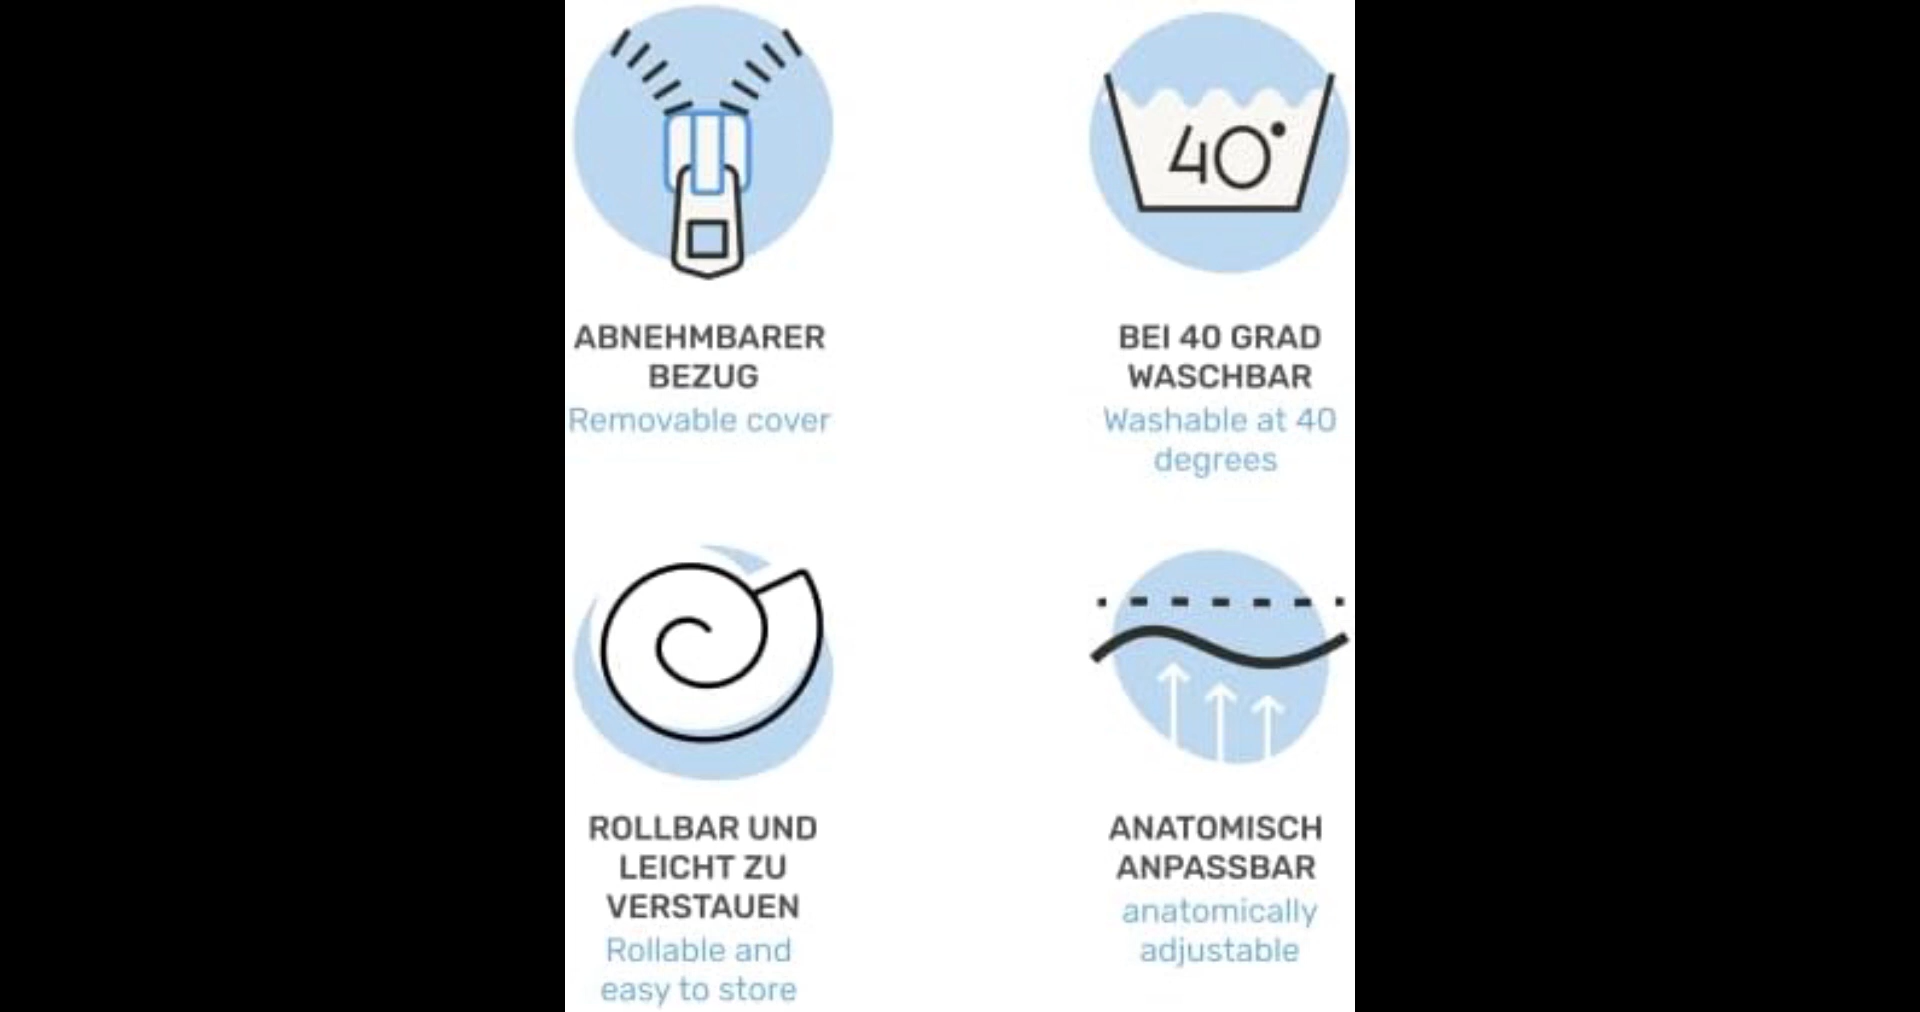 40°
ABNEHMBARER
BEZUG
Removable cover
BEI 40 GRAD
WASCHBAR
Washable at 40
degrees
ROLLBAR UND
LEICHT ZU
VERSTAUEN
Rollable and
easy to store
ANATOMISCH
ANPASSBAR
anatomically
adjustable